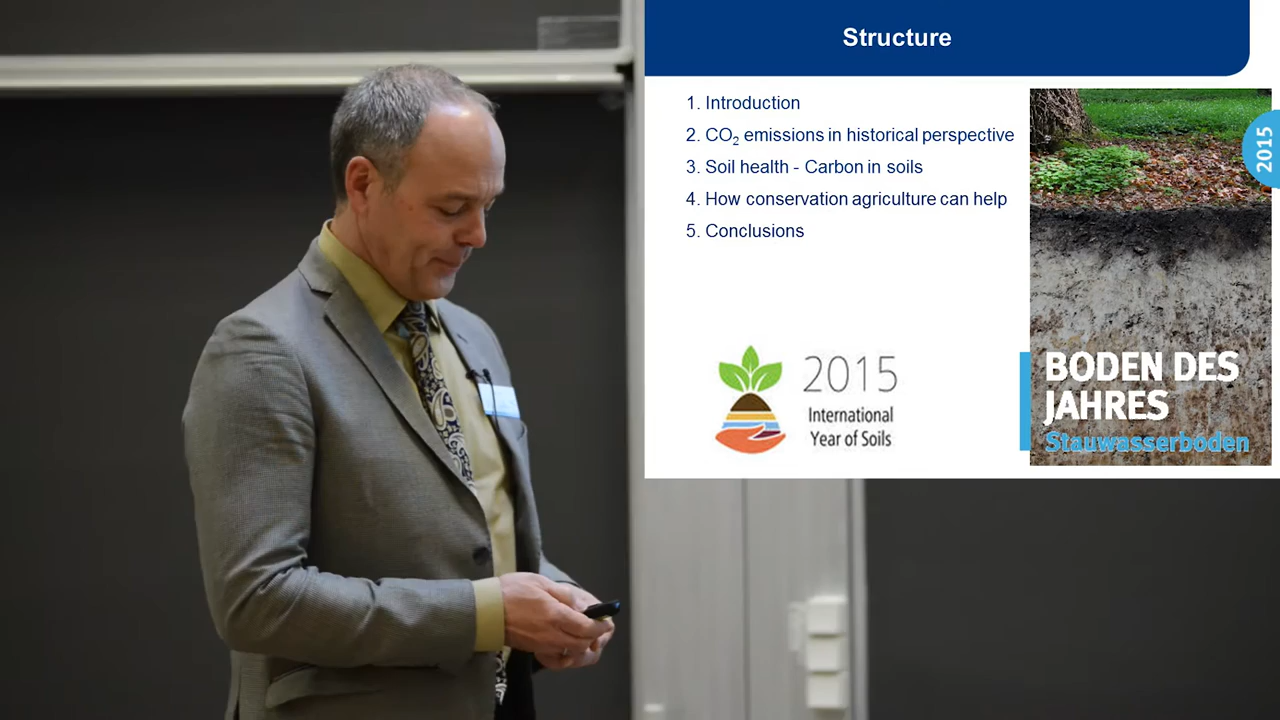 Structure
1. Introduction
2. CO₂ emissions in historical perspective
3. Soil health - Carbon in soils
4. How conservation agriculture can help
5. Conclusions
2015
International
Year of Soils
2015
BODEN DES
JAHRES
Stauwasserboden